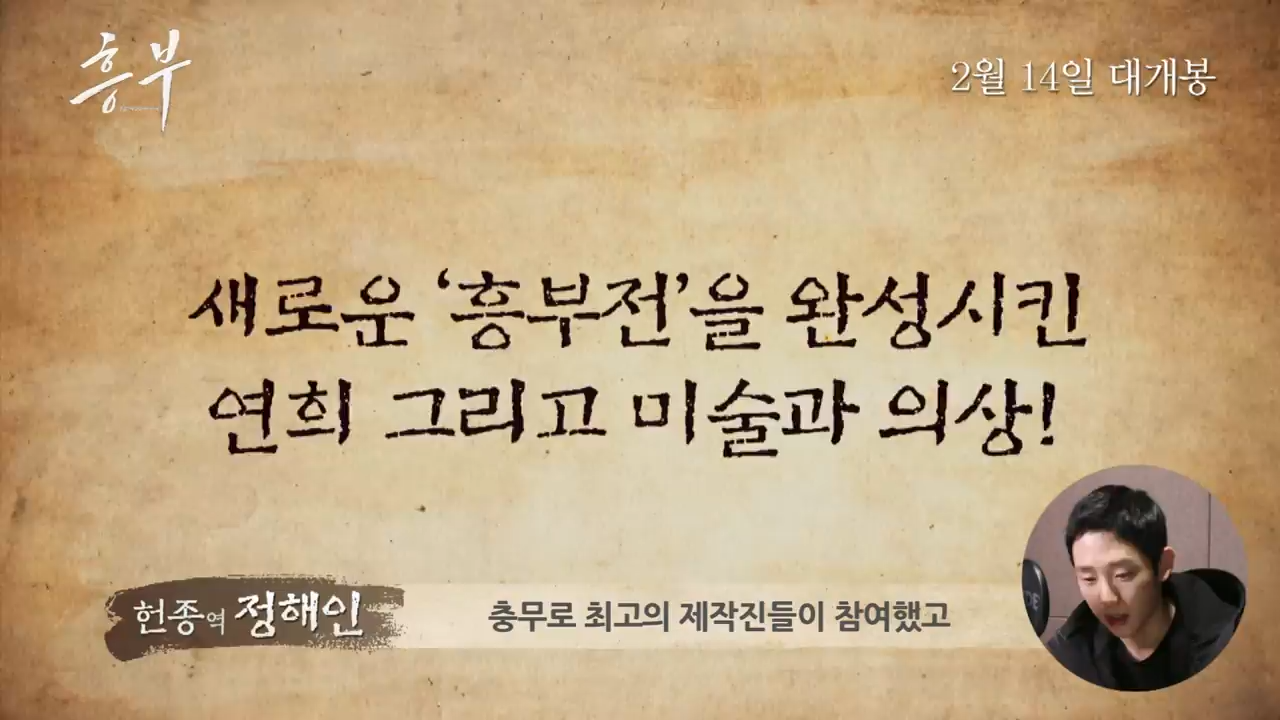 흥부
2월 14일 대개봉
새로운 ‘흥부전’을 완성시킨
연희 그리고 미술과 의상!
헌종역 정해인
충무로 최고의 제작진들이 참여했고